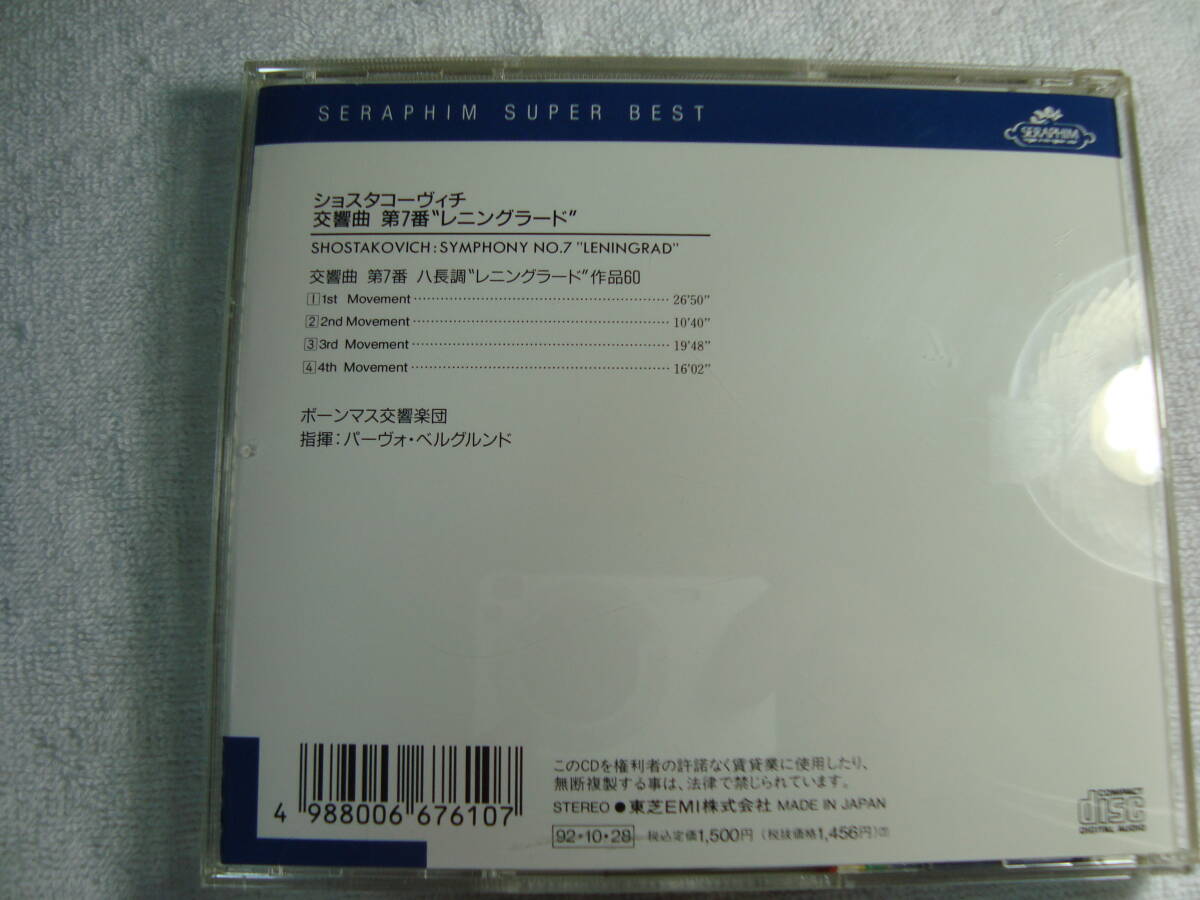 SERAPHIM SUPER BEST
SERAPHIM
ショスタコーヴィチ
交響曲 第7番“レニングラード”
SHOSTAKOVICH: SYMPHONY NO.7 "LENINGRAD"
交響曲 第7番 ハ長調“レニングラード”作品60
1 1st Movement 26'50"
2 2nd Movement 10'40"
3 3rd Movement 19'48"
4 4th Movement 16'02"
ボーンマス交響楽団
指揮:パーヴォ・ベルグルンド
4 988006 676107
このCDを権利者の許諾なく賃貸業に使用したり、
無断複製する事は、法律で禁じられています。
STEREO ● 東芝EMI株式会社 MADE IN JAPAN
92・10・28 税込定価1,500円(税抜価格1,456円)
COMPACT
disc
DIGITAL AUDIO